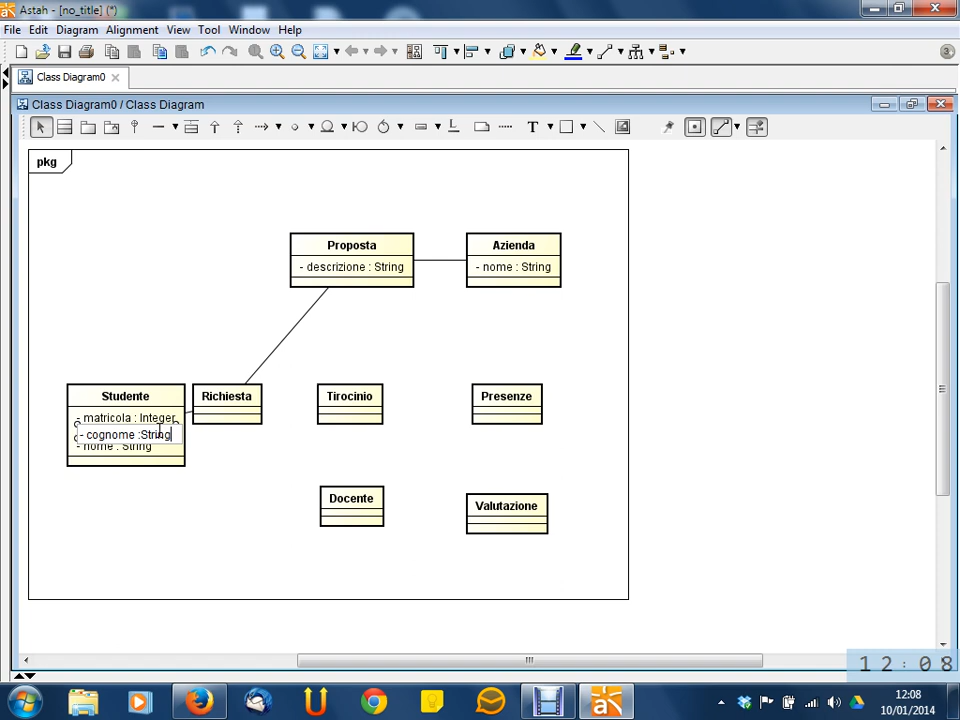 Astah - [no_title] (*)
File Edit Diagram Alignment View Tool Window Help
3
Class Diagram0
Class Diagram0 / Class Diagram
T
pkg
Proposta
- descrizione : String
Azienda
- nome : String
Studente
- matricola : Integer
- cognome :String
- nome : String
Richiesta
Tirocinio
Presenze
Docente
Valutazione
12:08
12:08
10/01/2014